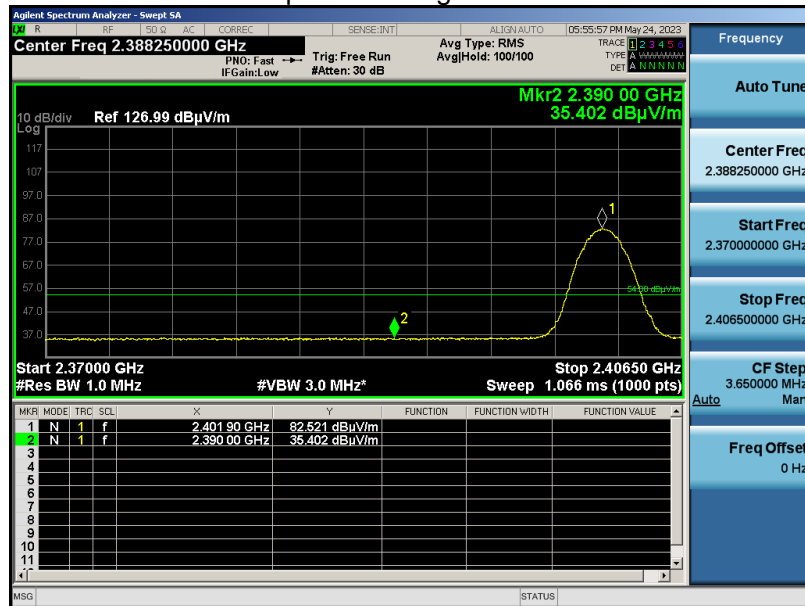 Agilent Spectrum Analyzer - Swept SA
R RF 50 Ω AC CORREC SENSE:INT ALIGN AUTO 05:55:57 PM May 24, 2023
Center Freq 2.388250000 GHz
PNO: Fast
IFGain:Low
Trig: Free Run
#Atten: 30 dB
Avg Type: RMS
Avg|Hold: 100/100
TRACE 1 2 3 4 5 6
TYPE A WWWWW
DET A N N N N N
Mkr2 2.390 00 GHz
35.402 dBµV/m
10 dB/div Ref 126.99 dBµV/m
Log
117
107
97.0
87.0
77.0
67.0
57.0
47.0
37.0
1
2
54.00 dBµV/m
Start 2.37000 GHz
Stop 2.40650 GHz
#Res BW 1.0 MHz
#VBW 3.0 MHz*
Sweep 1.066 ms (1000 pts)
MKR MODE TRC SCL X Y FUNCTION FUNCTION WIDTH FUNCTION VALUE
1 N 1 f 2.401 90 GHz 82.521 dBµV/m
2 N 1 f 2.390 00 GHz 35.402 dBµV/m
3
4
5
6
7
8
9
10
11
MSG
STATUS
Frequency
Auto Tune
Center Freq
2.388250000 GHz
Start Freq
2.370000000 GHz
Stop Freq
2.406500000 GHz
CF Step
3.650000 MHz
Auto Man
Freq Offset
0 Hz